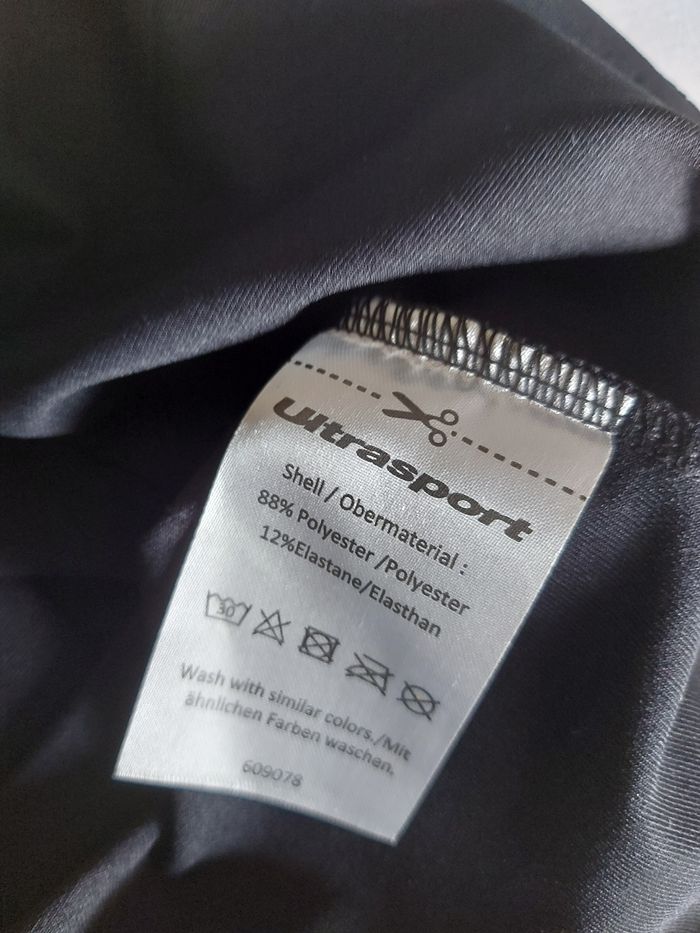 Ultrasport
Shell / Obermaterial :
88% Polyester /Polyester
12%Elastane/Elasthan
30
Wash with similar colors./Mit
ähnlichen Farben waschen.
609078